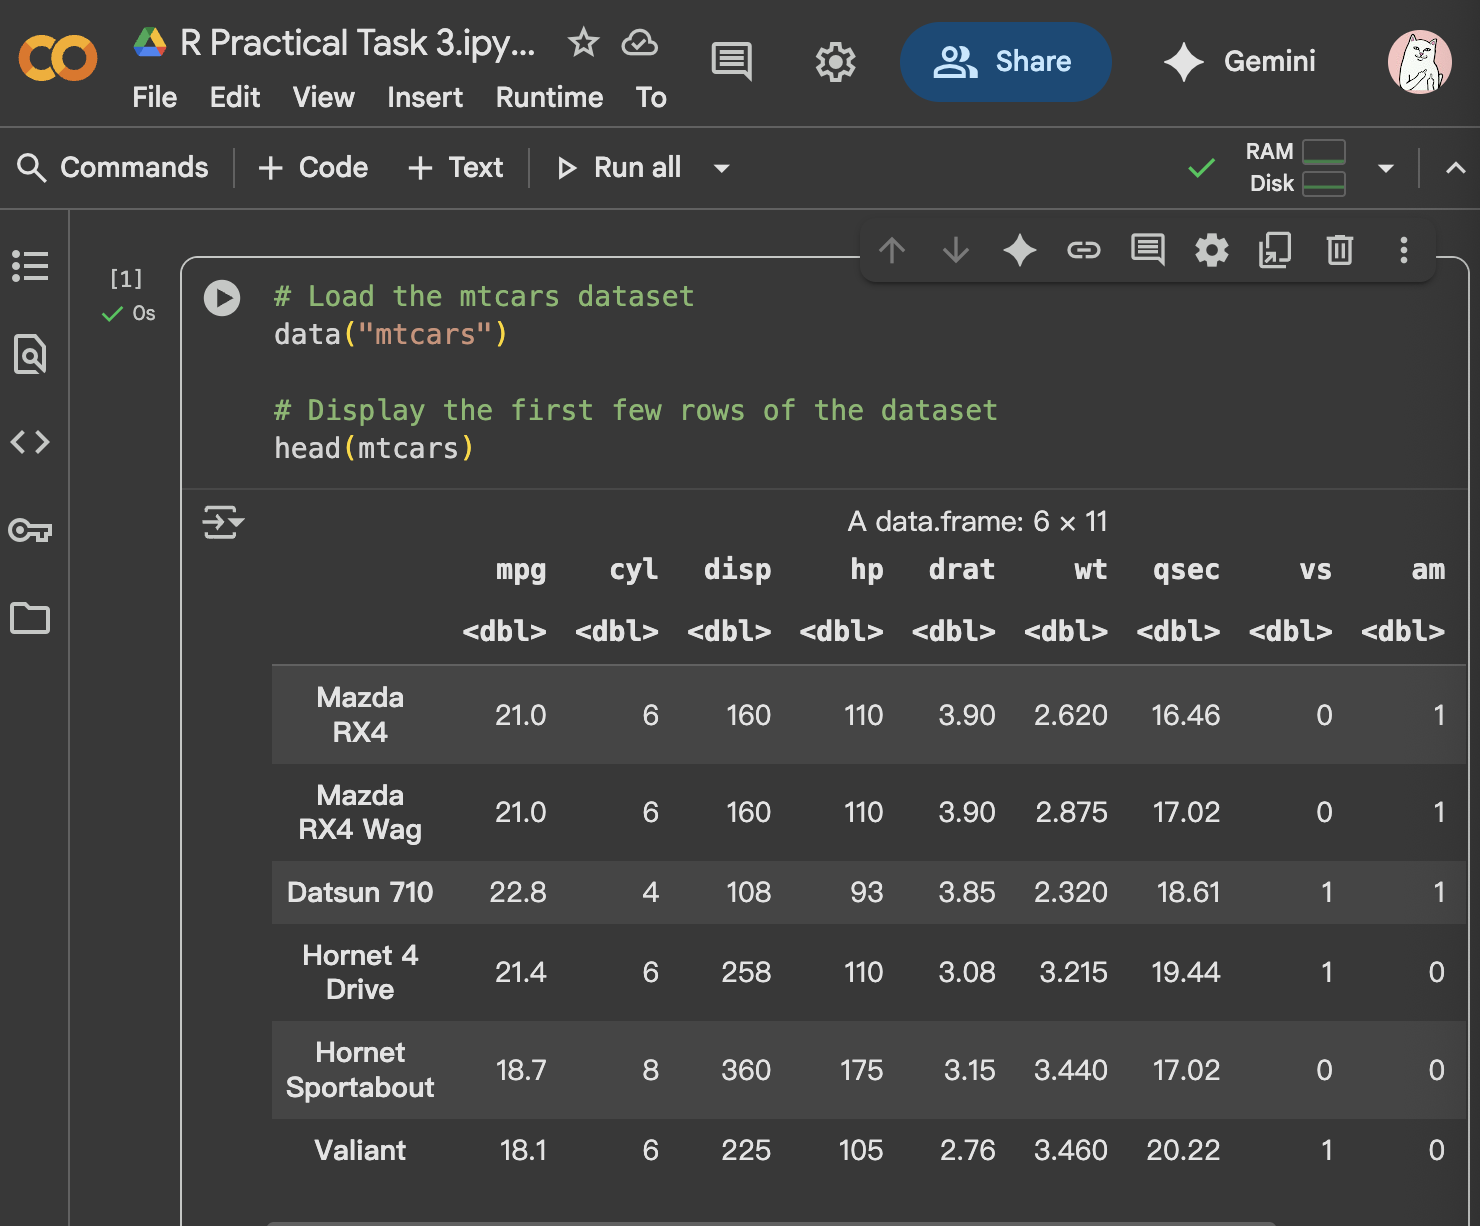 R Practical Task 3.ipy...
File Edit View Insert Runtime To
Share
Gemini
Commands + Code + Text Run all
RAM
Disk
[1]
0s
# Load the mtcars dataset
data("mtcars")
# Display the first few rows of the dataset
head(mtcars)
A data.frame: 6 × 11
mpg cyl disp hp drat wt qsec vs am
<dbl> <dbl> <dbl> <dbl> <dbl> <dbl> <dbl> <dbl> <dbl>
Mazda
RX4 21.0 6 160 110 3.90 2.620 16.46 0 1
Mazda
RX4 Wag 21.0 6 160 110 3.90 2.875 17.02 0 1
Datsun 710 22.8 4 108 93 3.85 2.320 18.61 1 1
Hornet 4
Drive 21.4 6 258 110 3.08 3.215 19.44 1 0
Hornet
Sportabout 18.7 8 360 175 3.15 3.440 17.02 0 0
Valiant 18.1 6 225 105 2.76 3.460 20.22 1 0